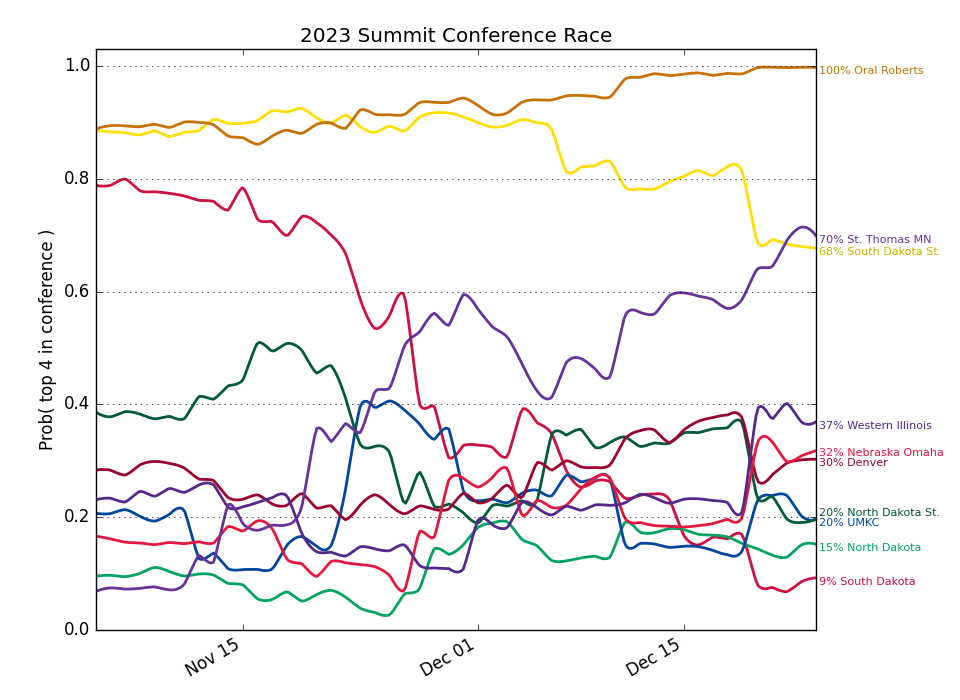 2023 Summit Conference Race
Prob( top 4 in conference )
1.0
0.8
0.6
0.4
0.2
0.0
Nov 15
Dec 01
Dec 15
100% Oral Roberts
70% St. Thomas MN
68% South Dakota St.
37% Western Illinois
32% Nebraska Omaha
30% Denver
20% North Dakota St.
20% UMKC
15% North Dakota
9% South Dakota